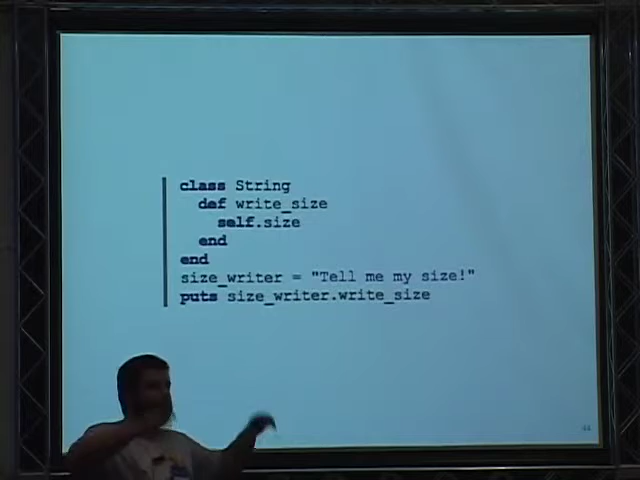 class String
def write_size
self.size
end
end
size_writer = "Tell me my size!"
puts size_writer.write_size